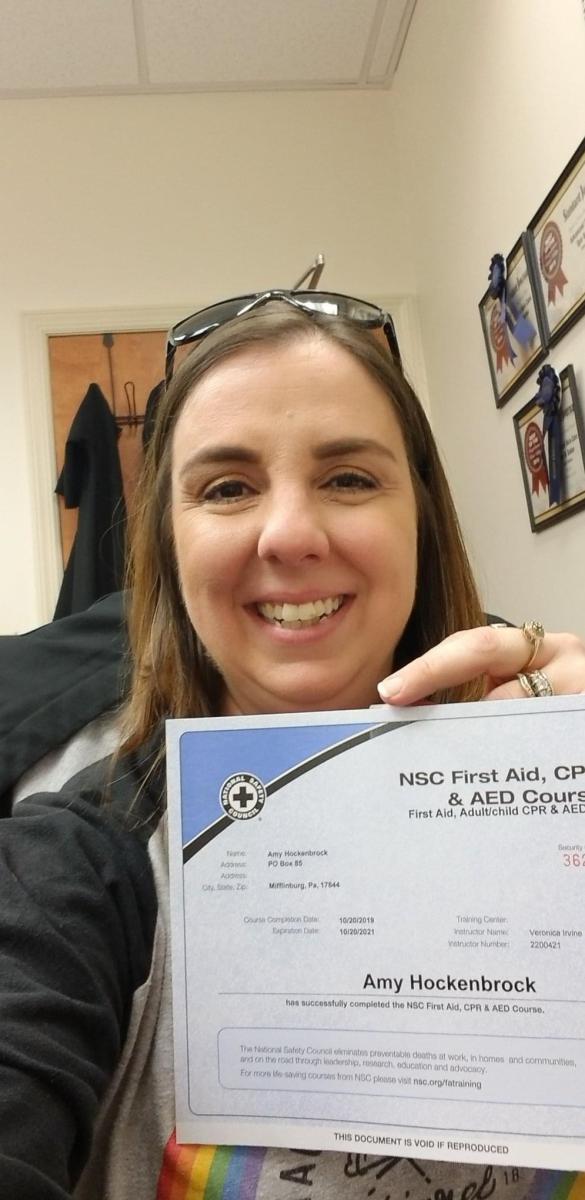 NATIONAL SAFETY COUNCIL
NSC First Aid, CP
& AED Cours
First Aid, Adult/child CPR & AED
Name: Amy Hockenbrock
Address: PO Box 85
Address:
City, State, Zip: Mifflinburg, Pa, 17844
Security
362
Course Completion Date: 10/20/2019
Expiration Date: 10/20/2021
Training Center:
Instructor Name: Veronica Irvine
Instructor Number: 2200421
Amy Hockenbrock
has successfully completed the NSC First Aid, CPR & AED Course.
The National Safety Council eliminates preventable deaths at work, in homes and communities,
and on the road through leadership, research, education and advocacy.
For more life-saving courses from NSC please visit nsc.org/fatraining
THIS DOCUMENT IS VOID IF REPRODUCED
18